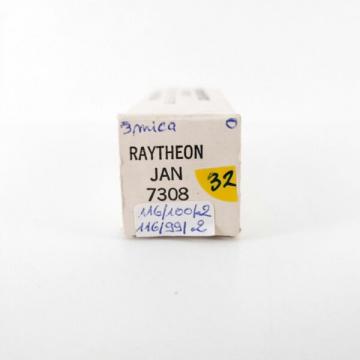 3mica O
RAYTHEON
JAN
7308 32
116/100/.2
116/99/.2